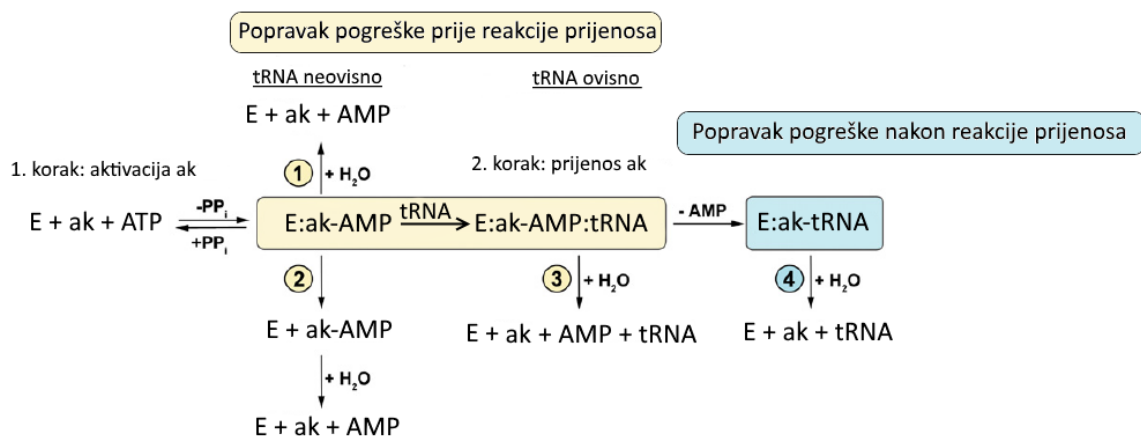 Popravak pogreške prije reakcije prijenosa
tRNA neovisno
tRNA ovisno
E + ak + AMP
Popravak pogreške nakon reakcije prijenosa
1. korak: aktivacija ak
1
+ H₂O
2. korak: prijenos ak
E + ak + ATP
-PPᵢ
+PPᵢ
E:ak-AMP
tRNA
E:ak-AMP:tRNA
- AMP
E:ak-tRNA
2
3
+ H₂O
4
+ H₂O
E + ak-AMP
E + ak + AMP + tRNA
E + ak + tRNA
+ H₂O
E + ak + AMP